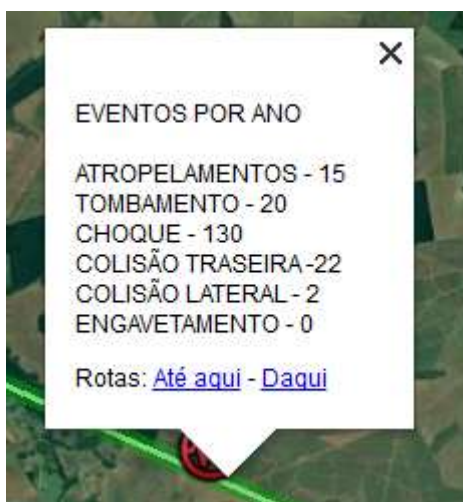 EVENTOS POR ANO
ATROPELAMENTOS - 15
TOMBAMENTO - 20
CHOQUE - 130
COLISÃO TRASEIRA -22
COLISÃO LATERAL - 2
ENGAVETAMENTO - 0
Rotas: Até aqui - Daqui